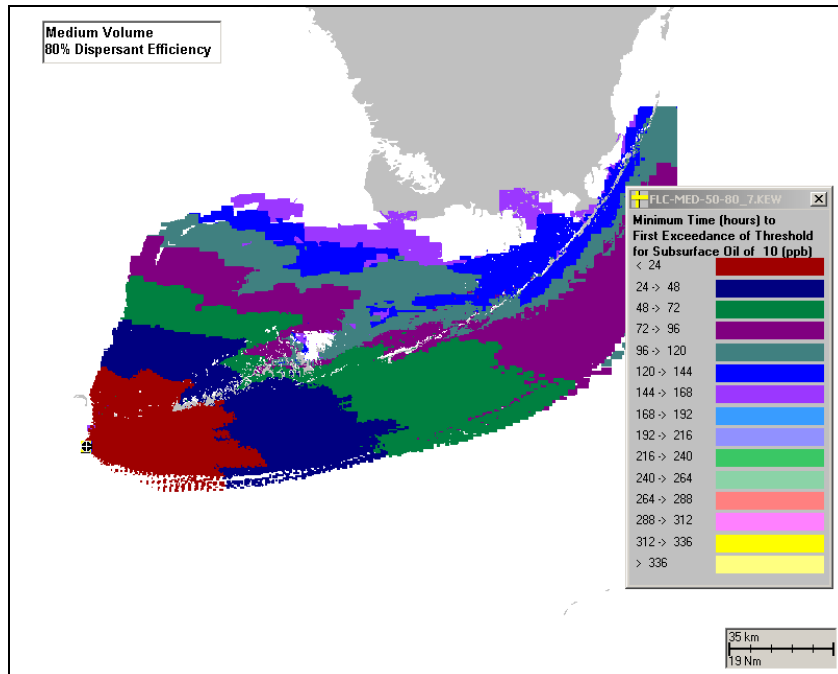 Medium Volume
80% Dispersant Efficiency
FLC-MED-50-80_7.KEW
Minimum Time (hours) to
First Exceedance of Threshold
for Subsurface Oil of 10 (ppb)
< 24
24 -> 48
48 -> 72
72 -> 96
96 -> 120
120 -> 144
144 -> 168
168 -> 192
192 -> 216
216 -> 240
240 -> 264
264 -> 288
288 -> 312
312 -> 336
> 336
35 km
19 Nm